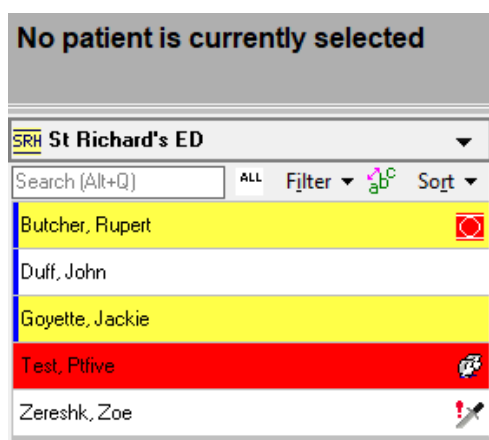 No patient is currently selected
SRH St Richard's ED
Search (Alt+Q) ALL Filter abc Sort
Butcher, Rupert
Duff, John
Goyette, Jackie
Test, Ptfive
Zereshk, Zoe